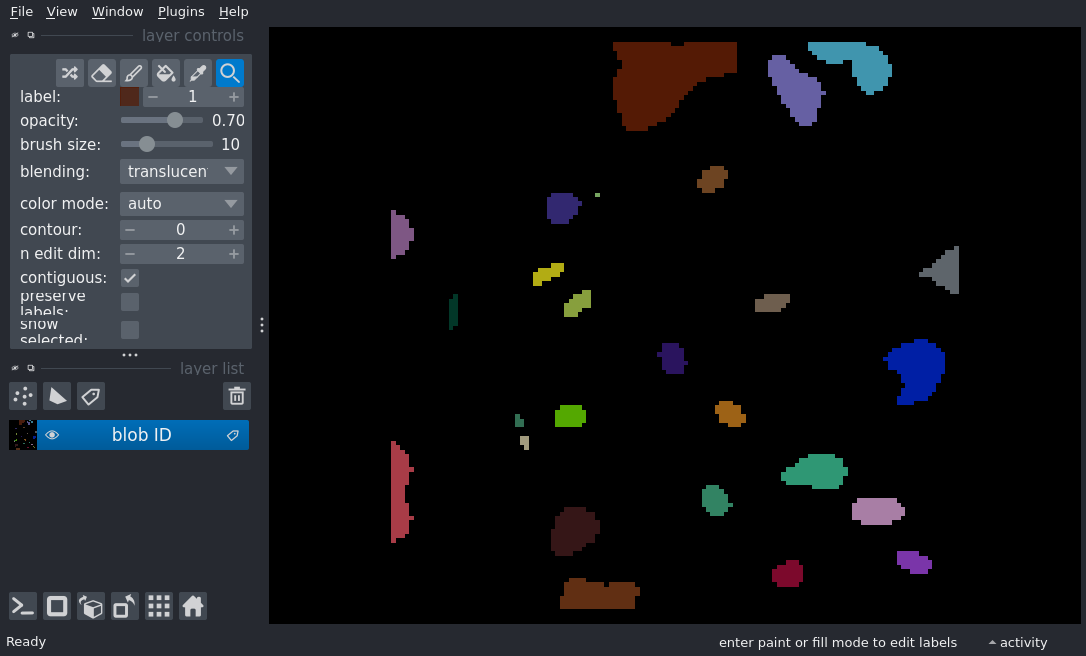 File View Window Plugins Help
layer controls
label: 1
opacity: 0.70
brush size: 10
blending: translucen
color mode: auto
contour: 0
n edit dim: 2
contiguous:
preserve
labels:
show
selected:
layer list
blob ID
Ready enter paint or fill mode to edit labels activity